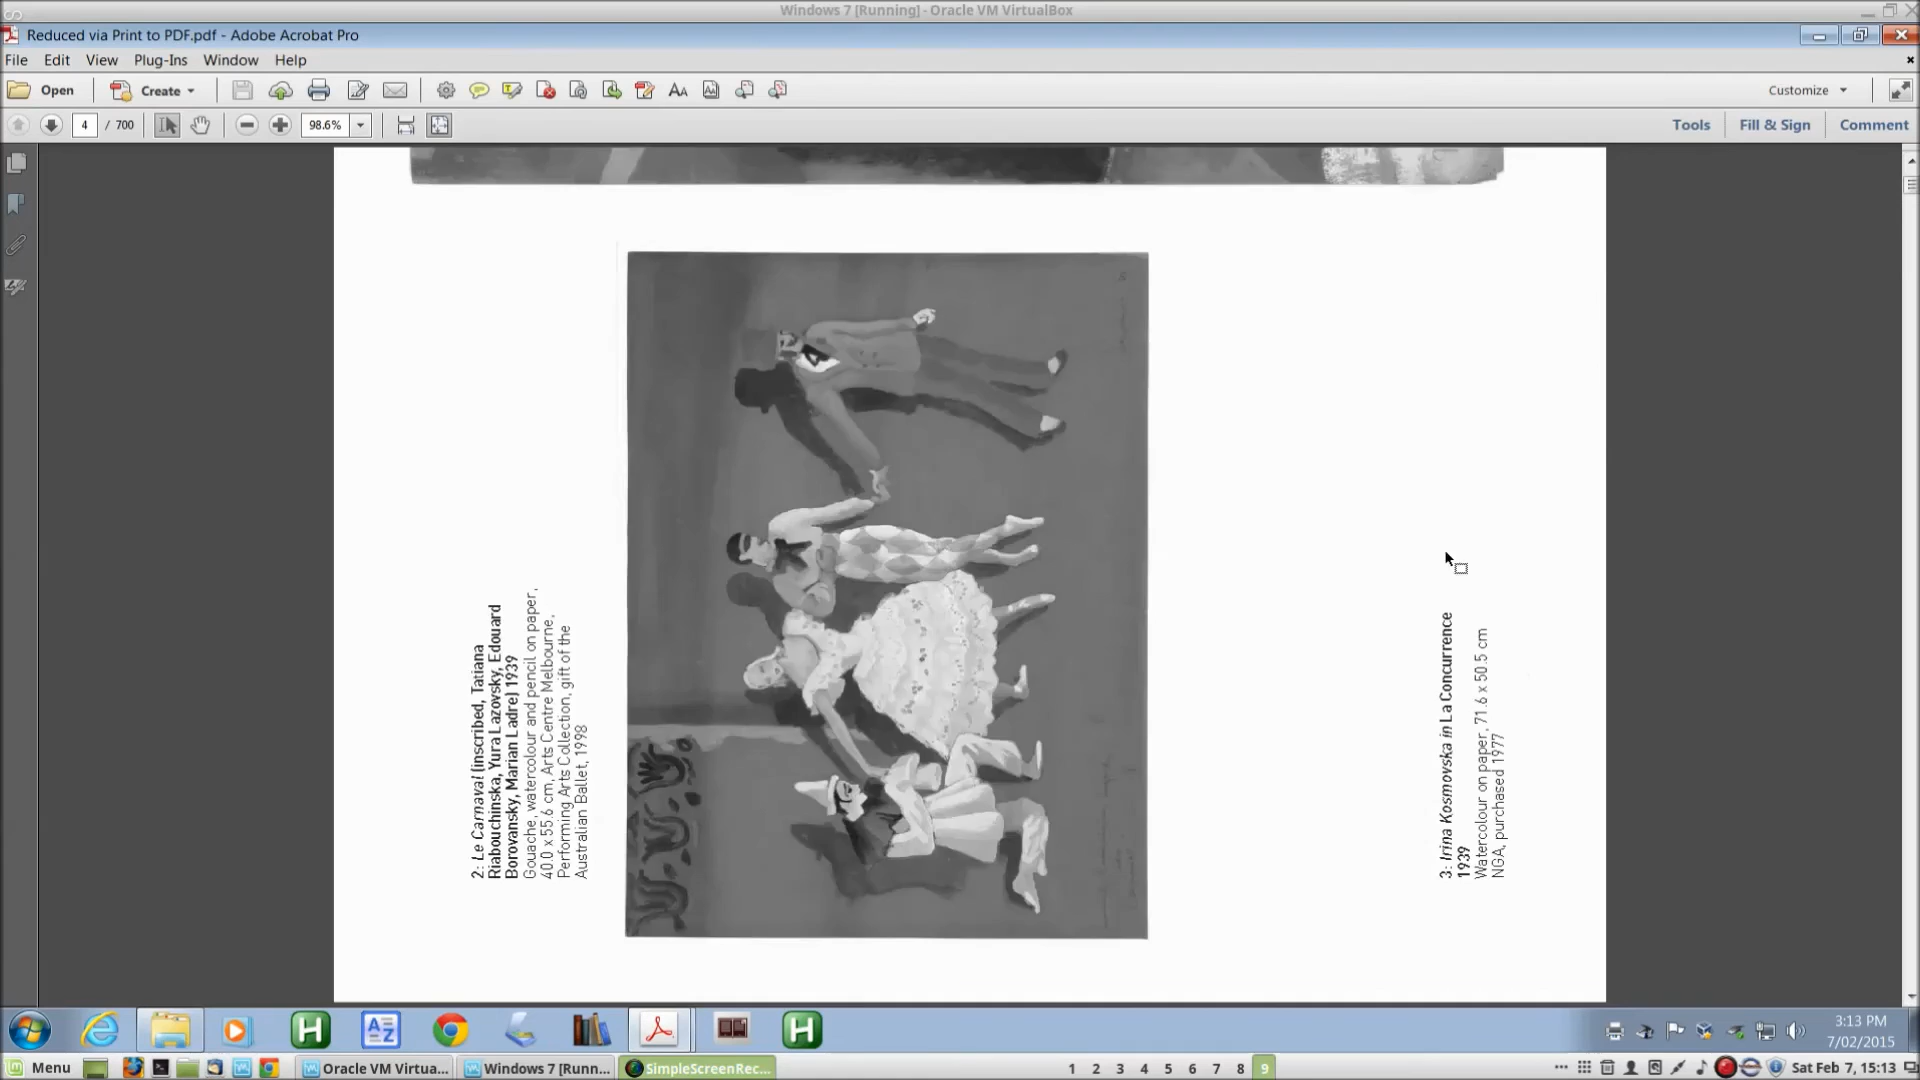 Windows 7 [Running] - Oracle VM VirtualBox
Reduced via Print to PDF.pdf - Adobe Acrobat Pro
File Edit View Plug-Ins Window Help
Open Create Customize
4 / 700 98.6% Tools Fill & Sign Comment
2: Le Carnaval (inscribed, Tatiana
Riabouchinska, Yura Lazovsky, Edouard
Borovansky, Marian Ladre) 1939
Gouache, watercolour and pencil on paper,
40.0 x 55.6 cm, Arts Centre Melbourne,
Performing Arts Collection, gift of the
Australian Ballet, 1998
3: Irina Kosmovska in La Concurrence
1939
Watercolour on paper, 71.6 x 50.5 cm
NGA, purchased 1977
3:13 PM
7/02/2015
Menu Oracle VM Virtua... Windows 7 [Runn... SimpleScreenRec... 1 2 3 4 5 6 7 8 9 Sat Feb 7, 15:13